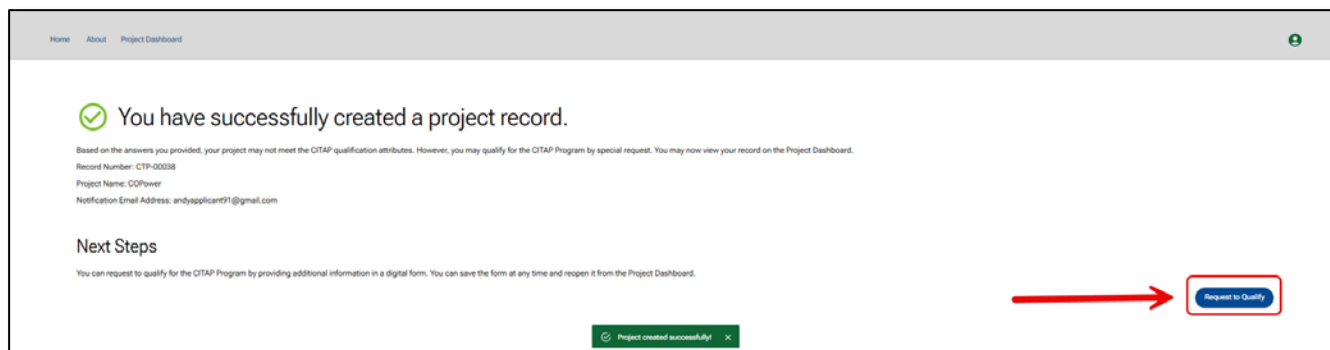 Home About Project Dashboard
You have successfully created a project record.
Based on the answers you provided, your project may not meet the CITAP qualification attributes. However, you may qualify for the CITAP Program by special request. You may now view your record on the Project Dashboard.
Record Number: CTP-00038
Project Name: COPower
Notification Email Address: andyapplicant91@gmail.com
Next Steps
You can request to qualify for the CITAP Program by providing additional information in a digital form. You can save the form at any time and reopen it from the Project Dashboard.
Request to Qualify
Project created successfully!